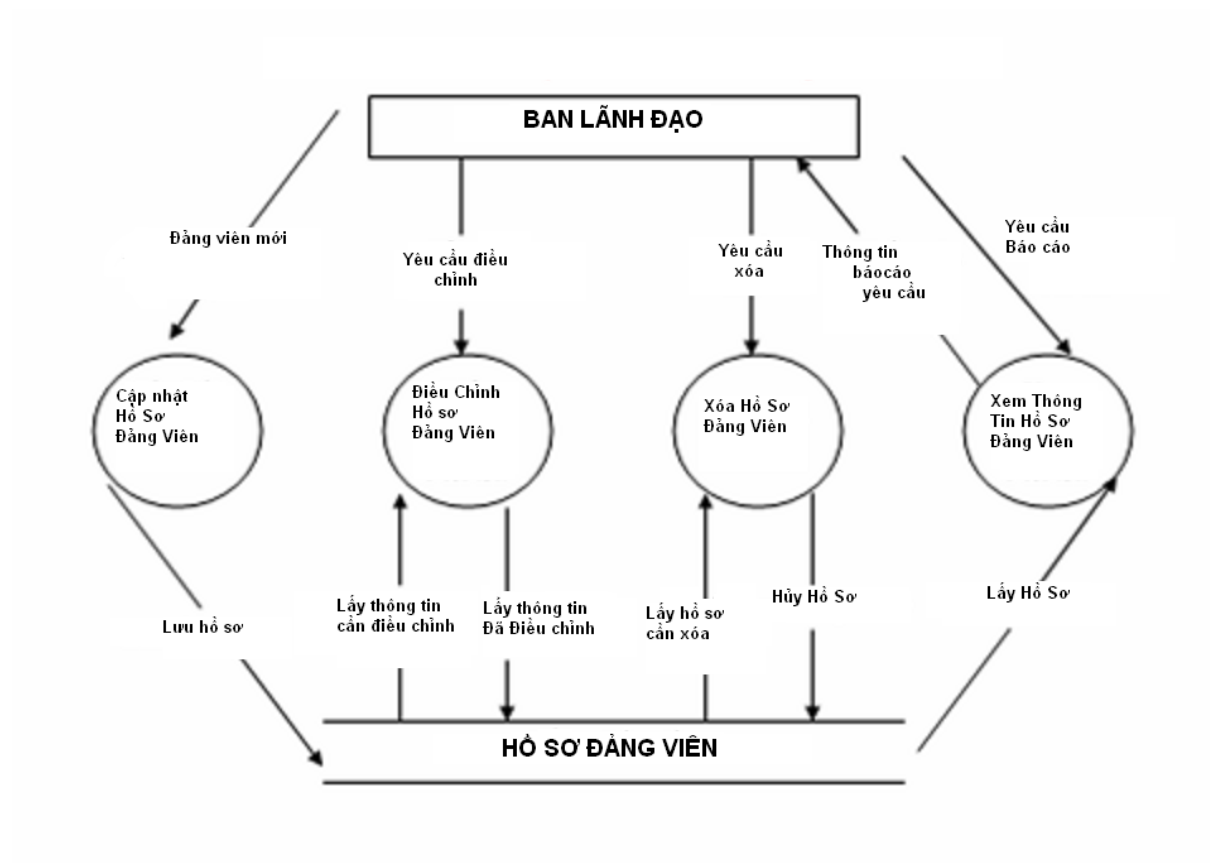 BAN LÃNH ĐẠO
Đảng viên mới
Yêu cầu điều
chỉnh
Yêu cầu
xóa
Thông tin
báocáo
yêu cầu
Yêu cầu
Báo cáo
Cập nhật
Hồ Sơ
Đảng Viên
Điều Chỉnh
Hồ sơ
Đảng Viên
Xóa Hồ Sơ
Đảng Viên
Xem Thông
Tin Hồ Sơ
Đảng Viên
Lưu hồ sơ
Lấy thông tin
cần điều chỉnh
Lấy thông tin
Đã Điều chỉnh
Lấy hồ sơ
cần xóa
Hủy Hồ Sơ
Lấy Hồ Sơ
HỒ SƠ ĐẢNG VIÊN